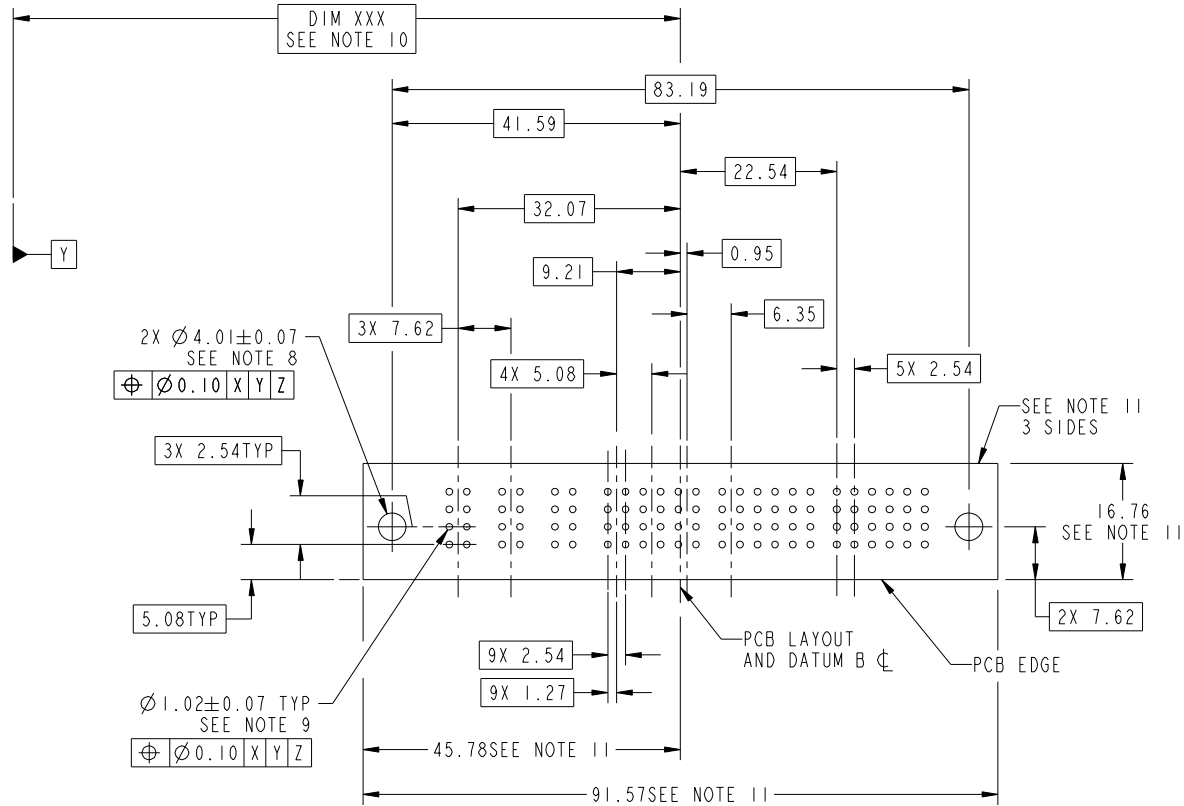 DIM XXX
SEE NOTE 10
83.19
41.59
22.54
32.07
Y
0.95
9.21
3X 7.62
6.35
2X Ø4.01±0.07
SEE NOTE 8
⌖ Ø0.10 X Y Z
4X 5.08
5X 2.54
SEE NOTE 11
3 SIDES
3X 2.54TYP
16.76
SEE NOTE 11
5.08TYP
2X 7.62
PCB LAYOUT
AND DATUM B ℄
PCB EDGE
9X 2.54
9X 1.27
Ø1.02±0.07 TYP
SEE NOTE 9
⌖ Ø0.10 X Y Z
45.78SEE NOTE 11
91.57SEE NOTE 11